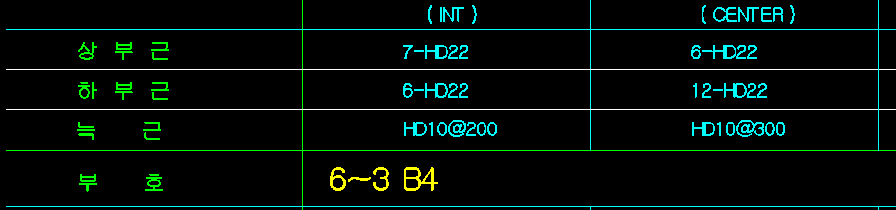 ( INT ) ( CENTER )
상 부 근 7-HD22 6-HD22
하 부 근 6-HD22 12-HD22
늑 근 HD10@200 HD10@300
부 호 6~3 B4